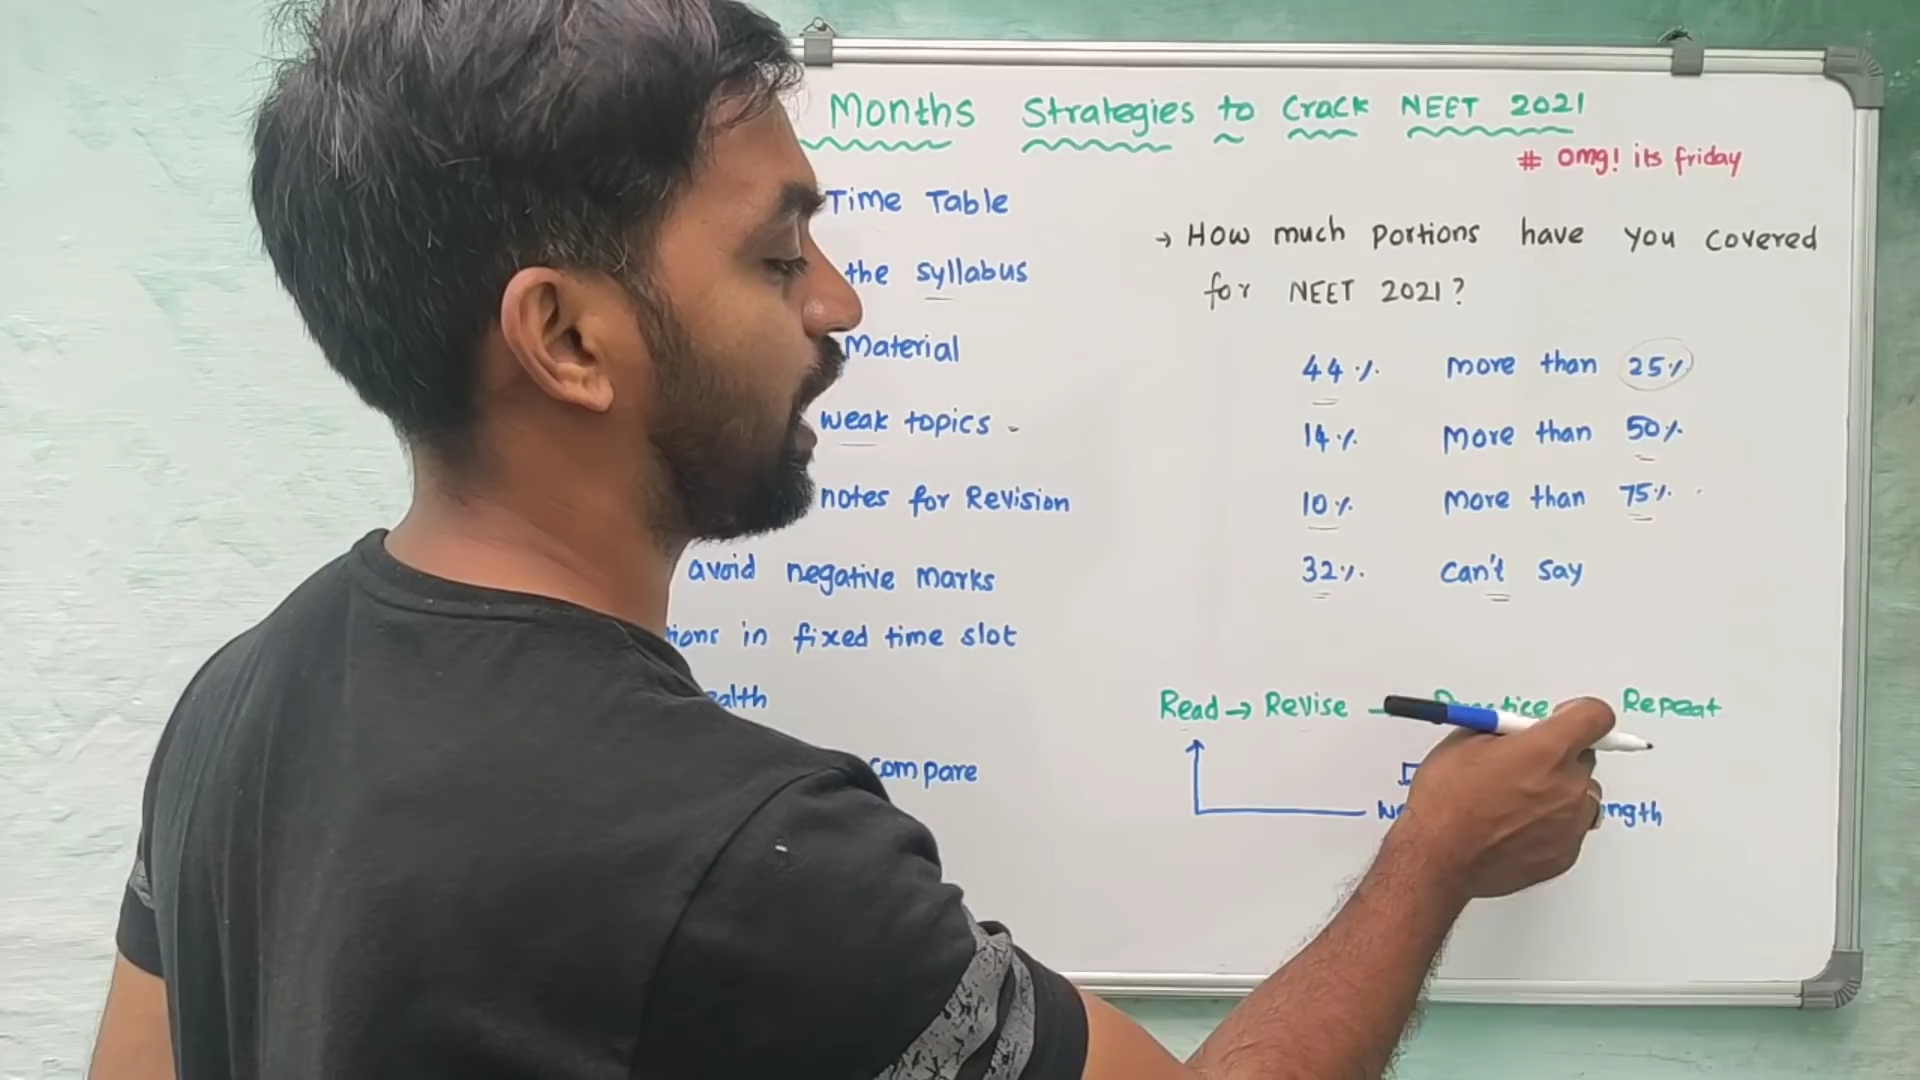 Months Strategies to Crack NEET 2021
# omg! its friday
Time Table
the syllabus
Material
weak topics -
notes for Revision
avoid negative marks
in fixed time slot
compare
→ How much portions have you covered
for NEET 2021?
44% more than 25%
14% more than 50%
10% more than 75%
32% can't say
Read → Revise → Practice Repeat